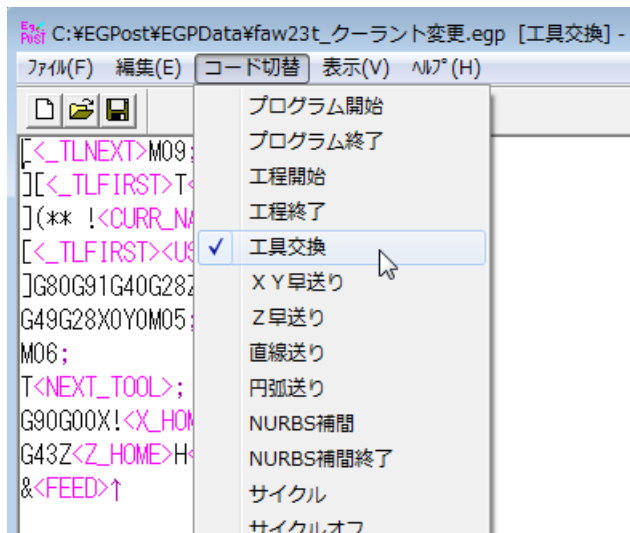 C:¥EGPost¥EGPData¥faw23t_クーラント変更.egp [工具交換] -
ファイル(F) 編集(E) コード切替 表示(V) ヘルプ(H)
プログラム開始
プログラム終了
工程開始
工程終了
✓ 工具交換
XY早送り
Z早送り
直線送り
円弧送り
NURBS補間
NURBS補間終了
サイクル
サイクルオフ
[<_TLNEXT>M09;
][<_TLFIRST>T<
](** !<CURR_NA
[<_TLFIRST><US
]G80G91G40G28Z
G49G28X0Y0M05;
M06;
T<NEXT_TOOL>;
G90G00X!<X_HOM
G43Z<Z_HOME>H<
&<FEED>↑